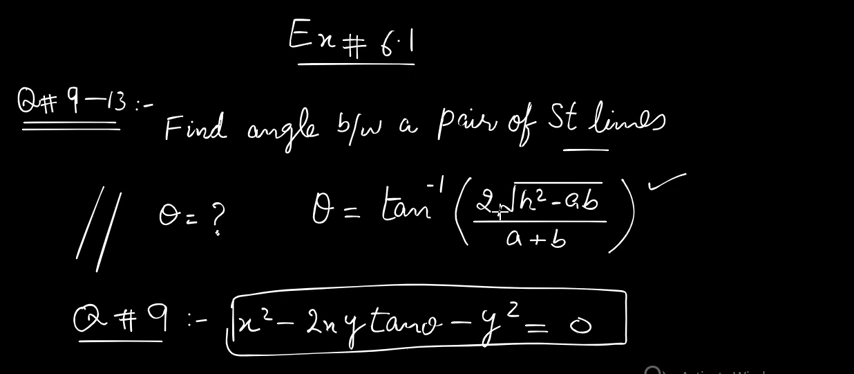 Ex # 6.1
Q# 9-13 :- Find angle b/w a pair of St lines
θ = ? θ = tan⁻¹ (2√(h² - ab) / (a + b)) ✓
Q # 9 :- x² - 2xy tanθ - y² = 0